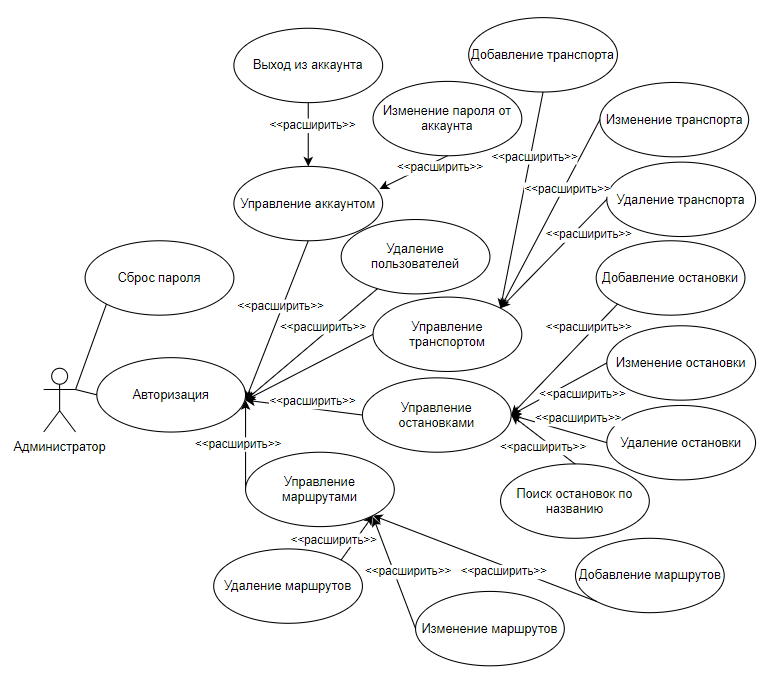 Добавление транспорта
Выход из аккаунта
<<расширить>>
Изменение пароля от
аккаунта
Изменение транспорта
<<расширить>>
<<расширить>>
<<расширить>>
Управление аккаунтом
Удаление транспорта
<<расширить>>
Удаление
пользователей
Сброс пароля
Добавление остановки
<<расширить>>
<<расширить>>
<<расширить>>
Управление
транспортом
Изменение остановки
Авторизация
<<расширить>>
<<расширить>>
Управление
остановками
<<расширить>>
Удаление остановки
Администратор
<<расширить>>
<<расширить>>
Управление
маршрутами
Поиск остановок по
названию
<<расширить>>
<<расширить>>
<<расширить>>
Удаление маршрутов
Добавление маршрутов
Изменение маршрутов